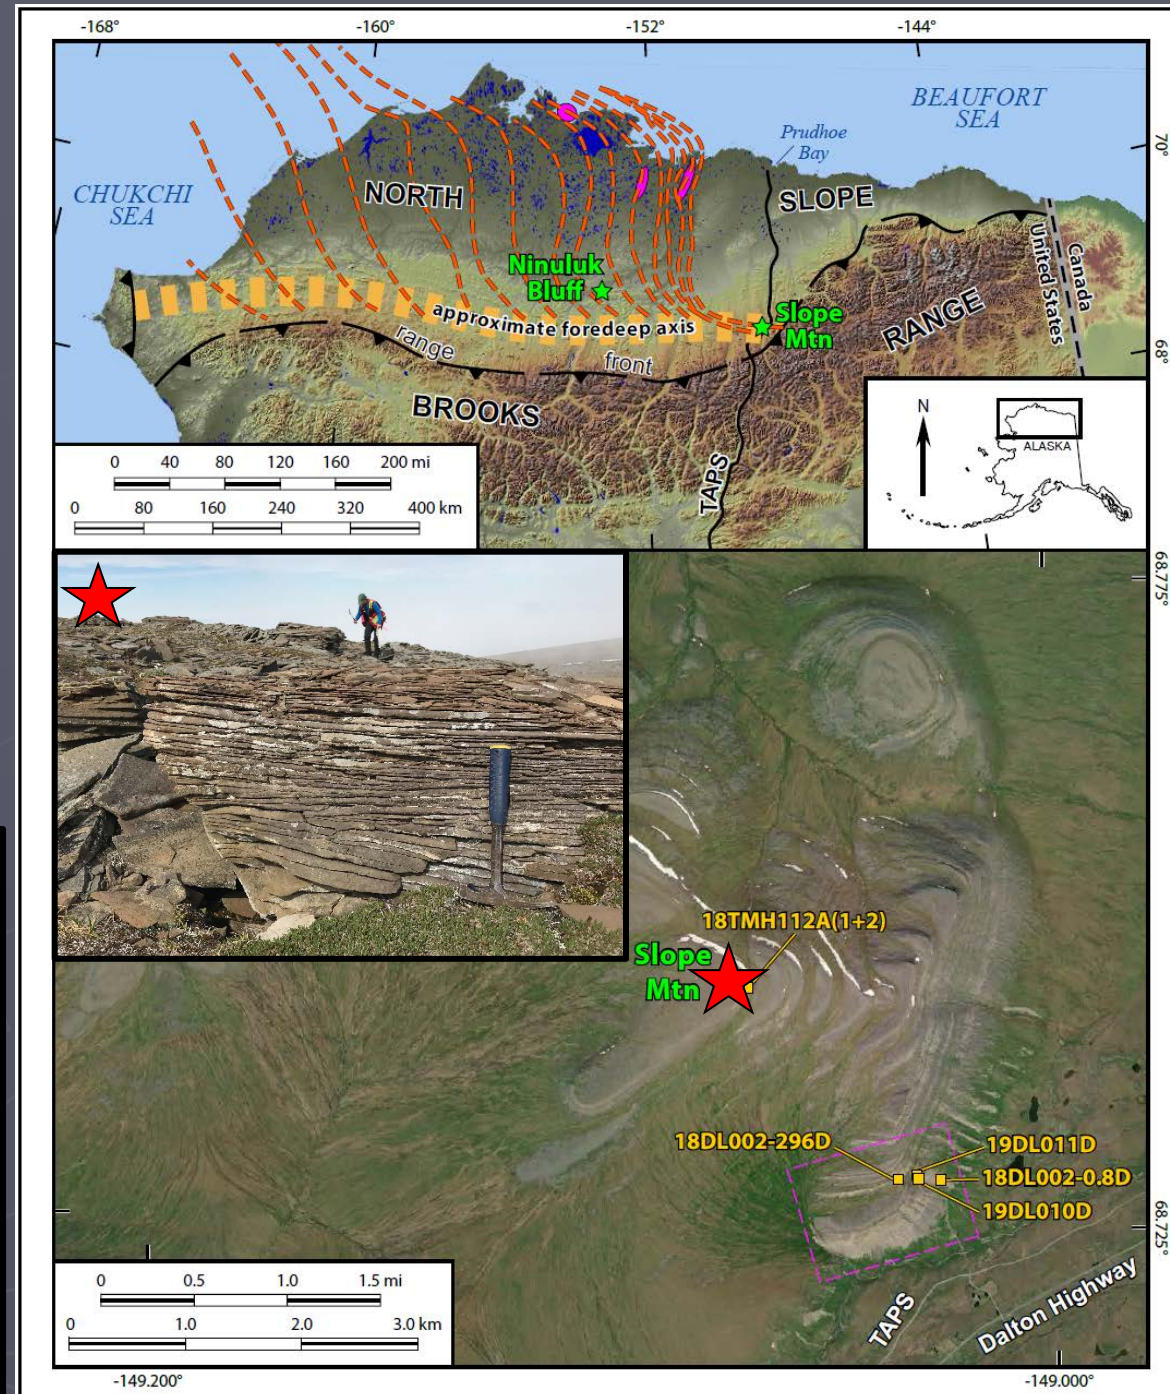 -168°
-160°
-152°
-144°
BEAUFORT
SEA
Prudhoe
Bay
70°
CHUKCHI
SEA
NORTH
SLOPE
Canada
United States
Ninuluk
Bluff
Slope
Mtn
approximate foredeep axis
RANGE
range
front
68°
BROOKS
TAPS
N
ALASKA
0 40 80 120 160 200 mi
0 80 160 240 320 400 km
68.775°
18TMH112A(1+2)
Slope
Mtn
18DL002-296D
19DL011D
18DL002-0.8D
19DL010D
68.725°
TAPS
Dalton Highway
0 0.5 1.0 1.5 mi
0 1.0 2.0 3.0 km
-149.200°
-149.000°